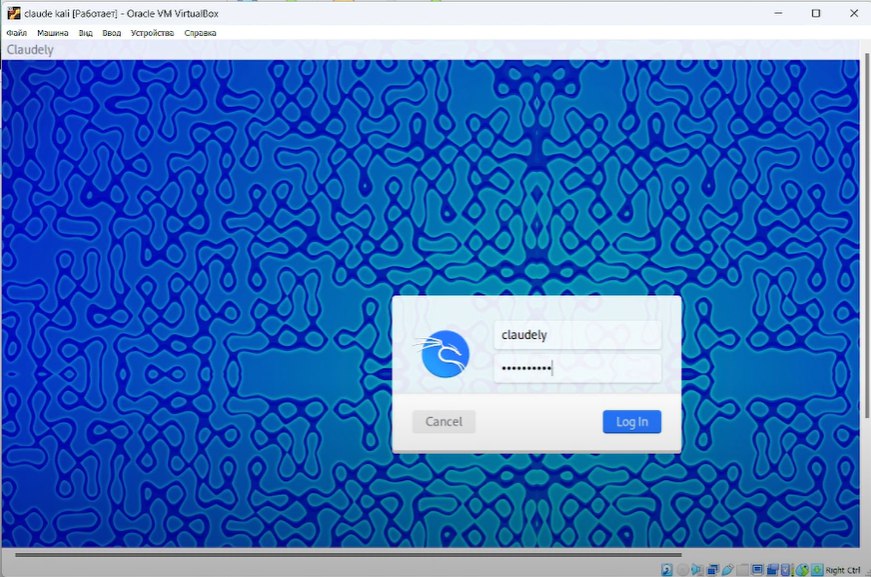 claude kali [Работает] - Oracle VM VirtualBox
Файл Машина Вид Ввод Устройства Справка
Claudely
claudely
••••••••••
Cancel Log In
Right Ctrl